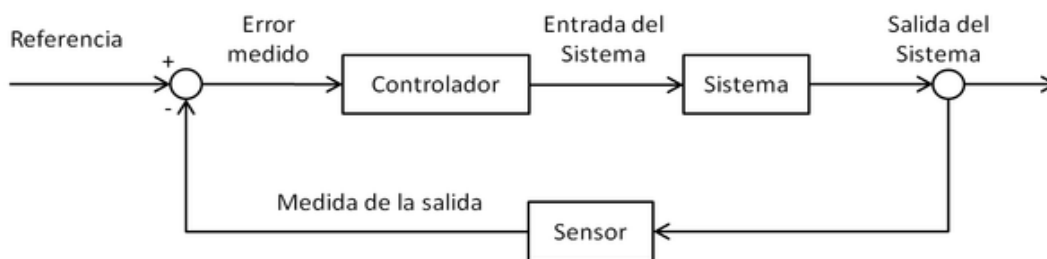 Referencia
+
-
Error
medido
Controlador
Entrada del
Sistema
Sistema
Salida del
Sistema
Medida de la salida
Sensor